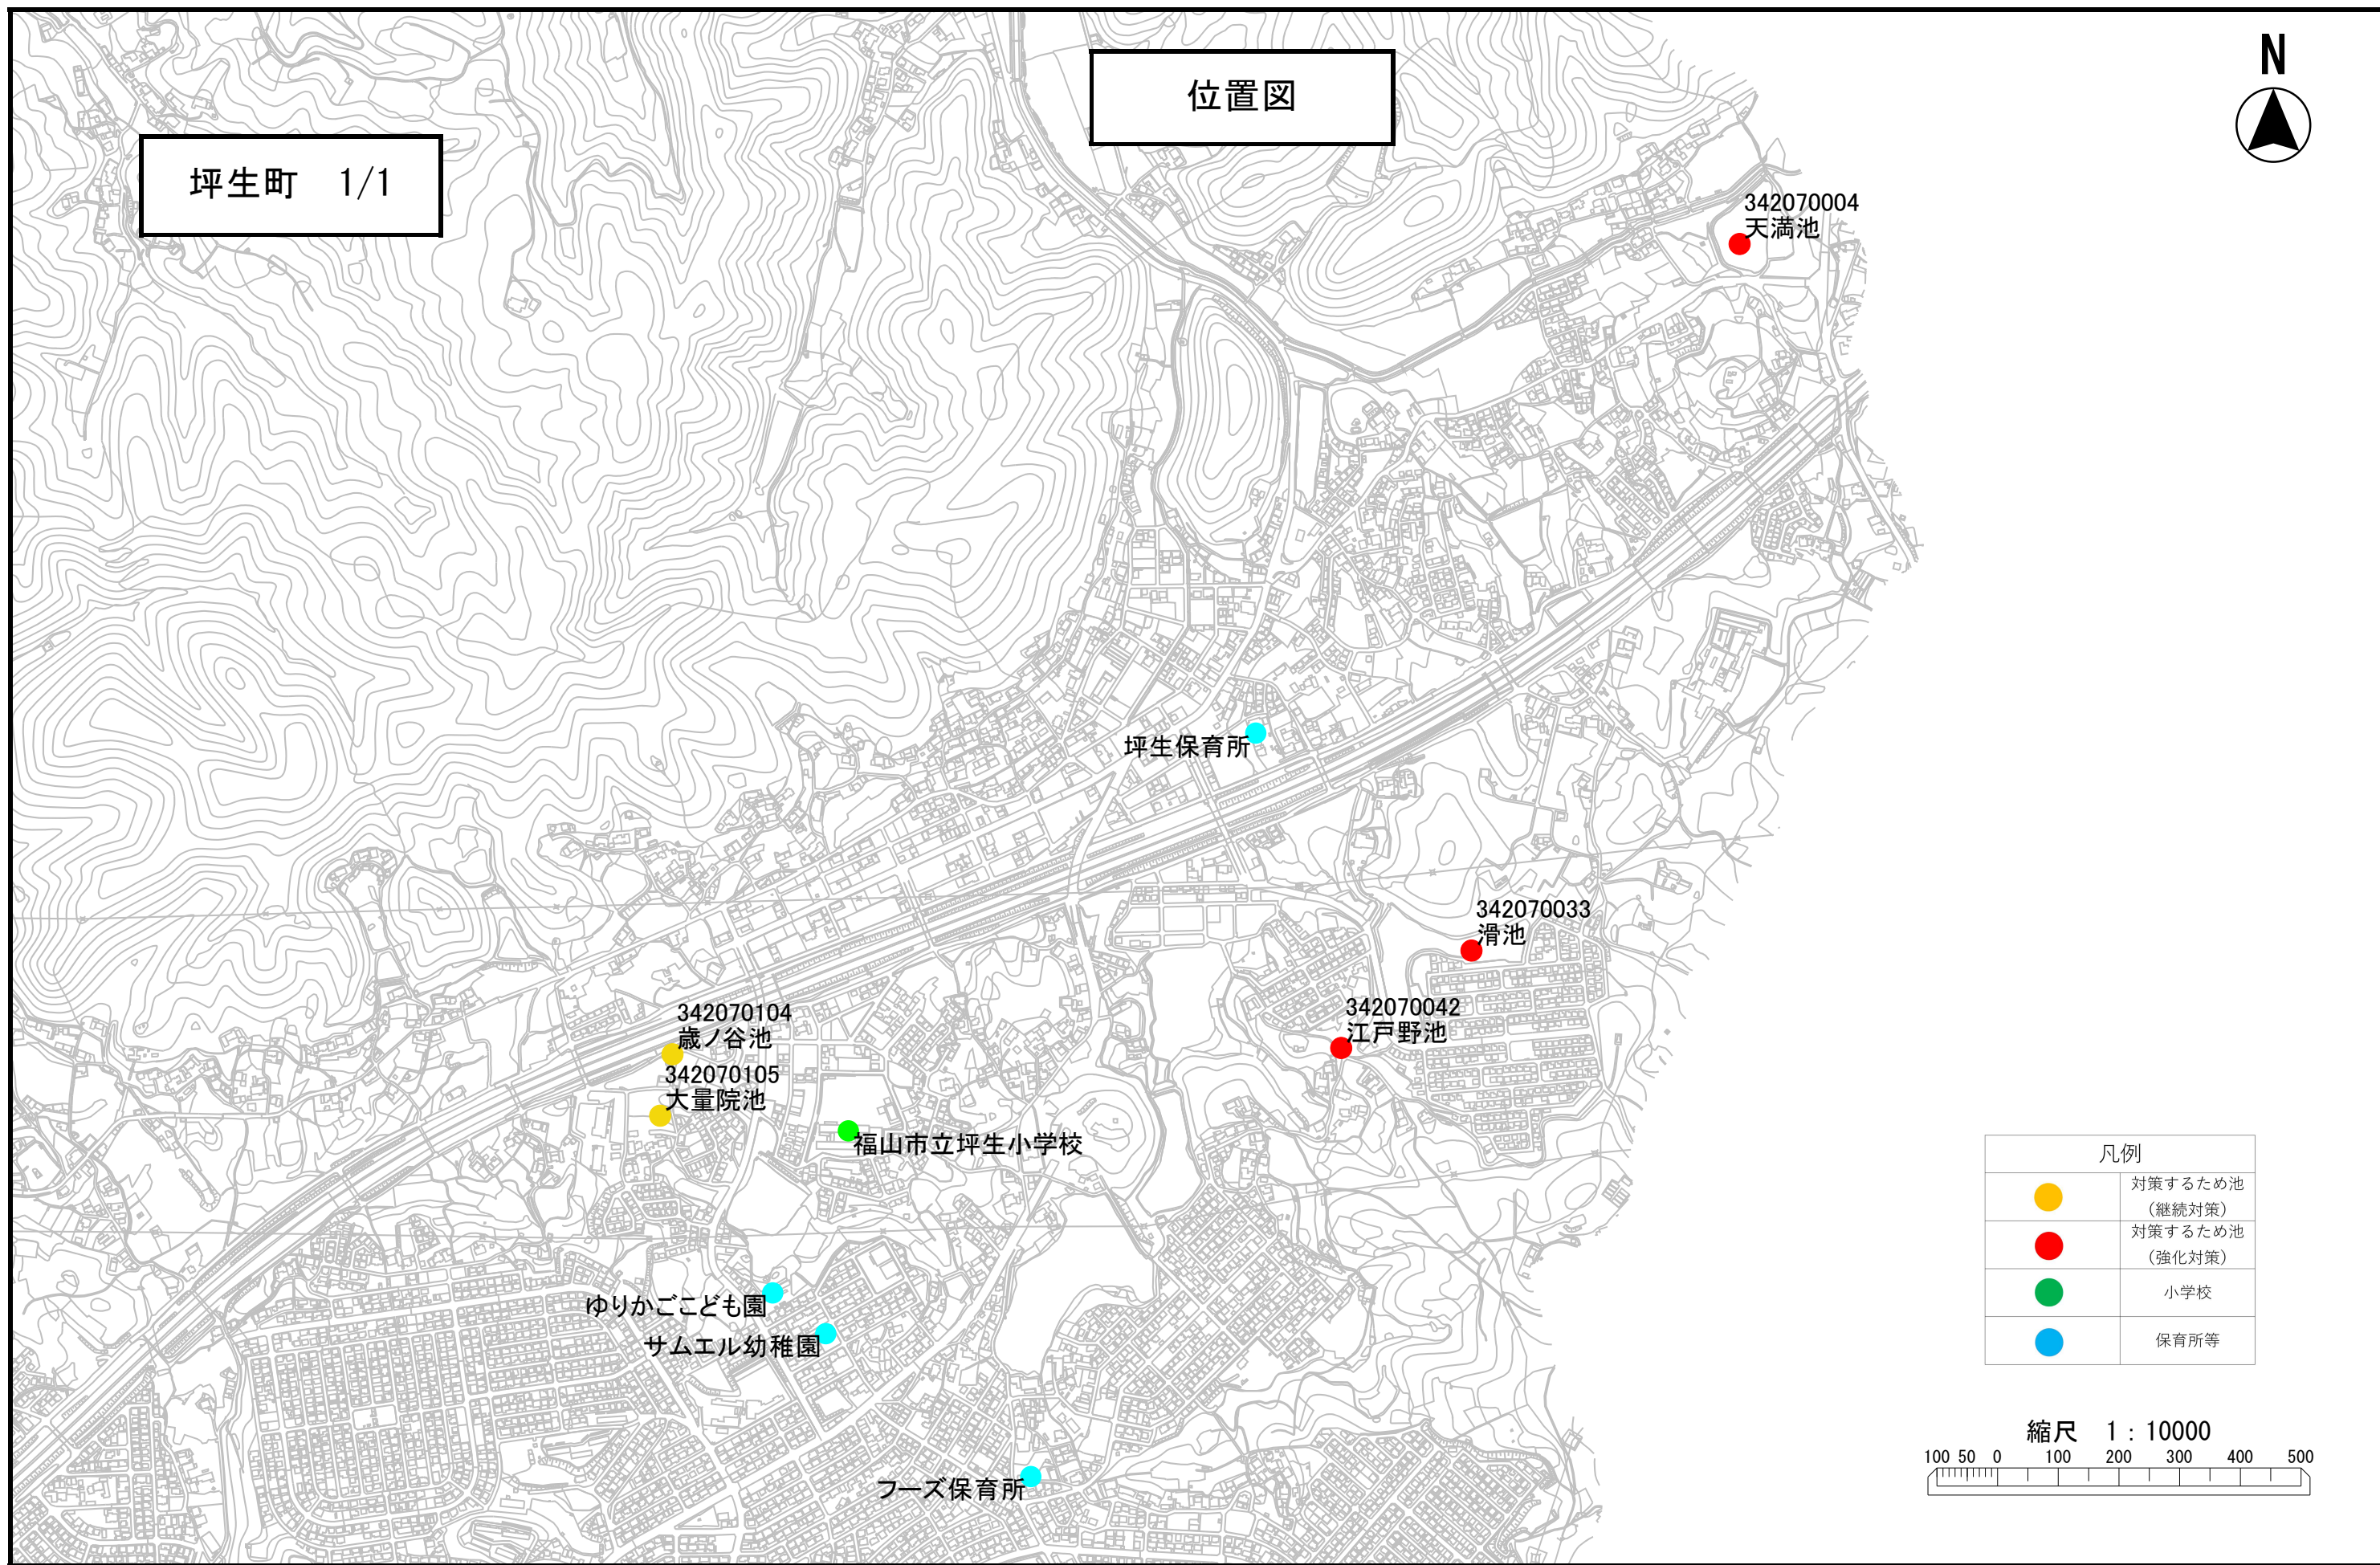 位置図
N
坪生町　1/1
342070004
天満池
坪生保育所
342070033
滑池
342070042
江戸野池
342070104
歳ノ谷池
342070105
大量院池
福山市立坪生小学校
ゆりかごこども園
サムエル幼稚園
フーズ保育所
凡例
対策するため池
（継続対策）
対策するため池
（強化対策）
小学校
保育所等
縮尺　1 : 10000
100 50 0 100 200 300 400 500